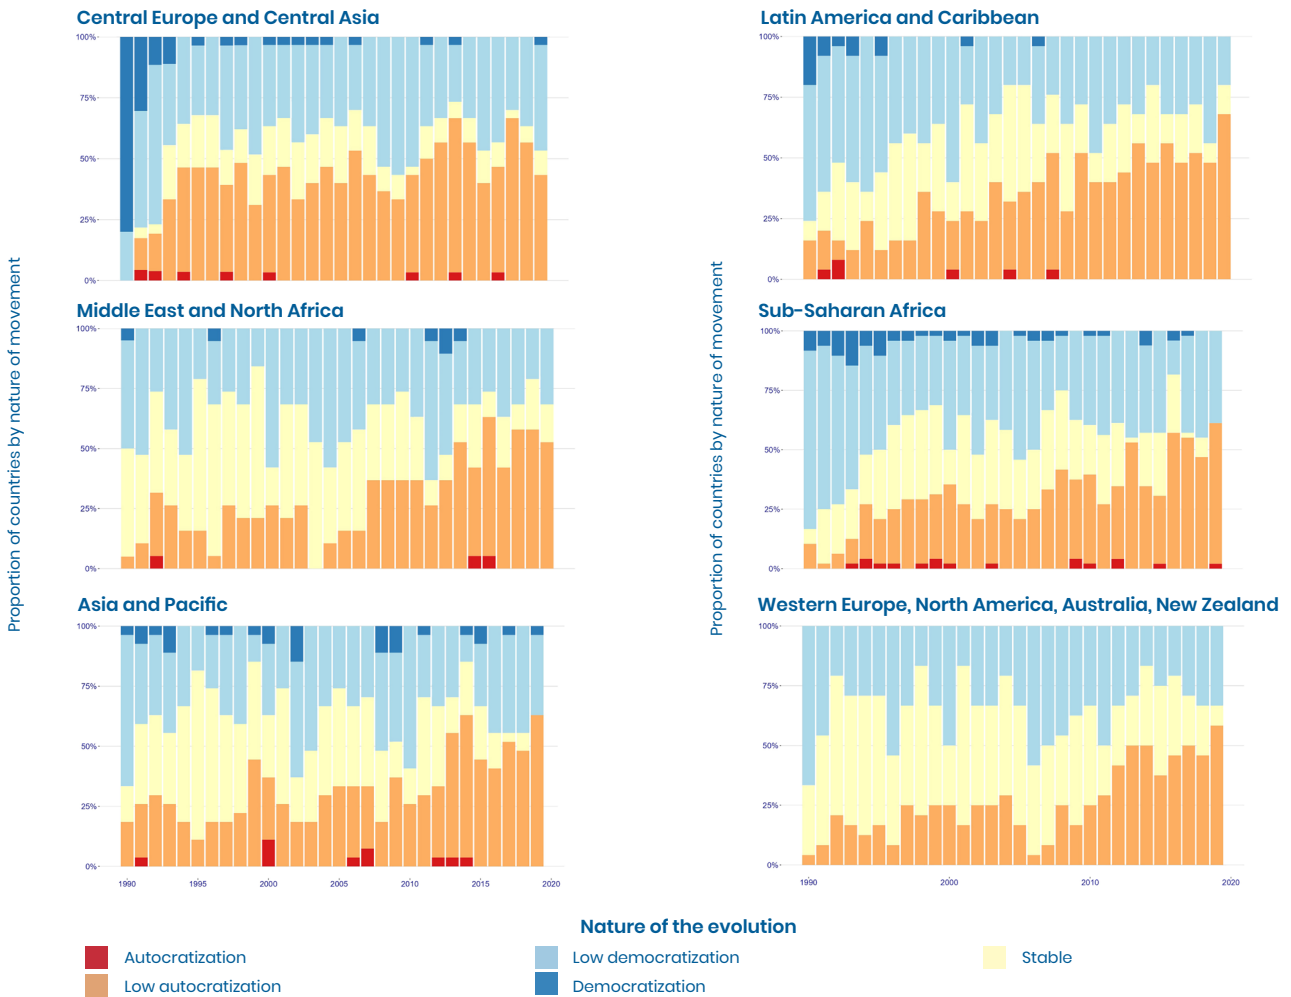 Central Europe and Central Asia
100%
75%
50%
25%
0%
Latin America and Caribbean
100%
75%
50%
25%
0%
Middle East and North Africa
100%
75%
50%
25%
0%
Sub-Saharan Africa
100%
75%
50%
25%
0%
Asia and Pacific
100%
75%
50%
25%
0%
1990 1995 2000 2005 2010 2015 2020
Western Europe, North America, Australia, New Zealand
100%
75%
50%
25%
0%
1990 2000 2010 2020
Proportion of countries by nature of movement
Proportion of countries by nature of movement
Nature of the evolution
Autocratization
Low autocratization
Low democratization
Democratization
Stable